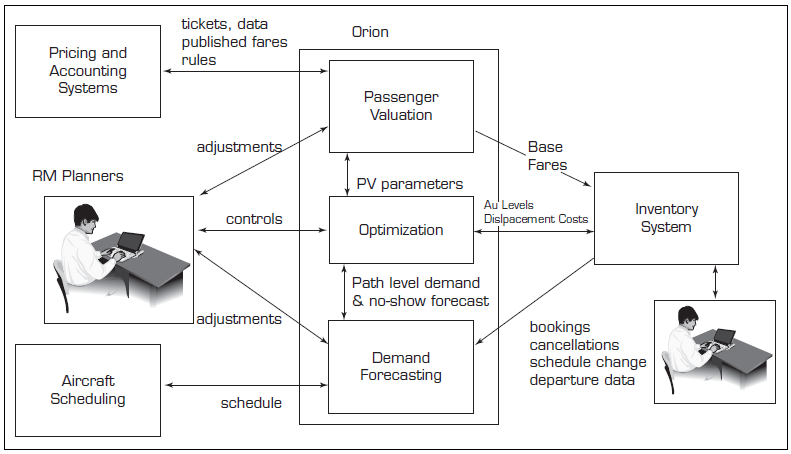 tickets, data
published fares
rules
Orion
Pricing and
Accounting
Systems
Passenger
Valuation
adjustments
Base
Fares
RM Planners
PV parameters
controls
Optimization
Au Levels
Dislpacement Costs
Inventory
System
Path level demand
& no-show forecast
adjustments
bookings
cancellations
schedule change
departure data
Demand
Forecasting
Aircraft
Scheduling
schedule